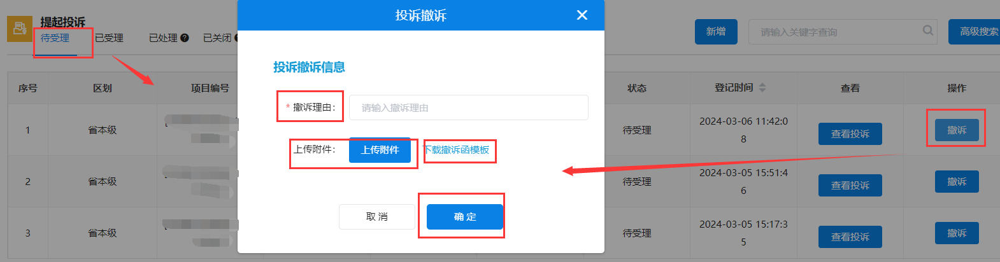 提起投诉
待受理 已受理 已处理 ? 已关闭
投诉撤诉
新增 请输入关键字查询 高级搜索
投诉撤诉信息
* 撤诉理由： 请输入撤诉理由
上传附件： 上传附件 下载撤诉函模板
取 消 确 定
序号 区划 项目编号 状态 登记时间 查看 操作
1 省本级 待受理 2024-03-06 11:42:0
8 查看投诉 撤诉
2 省本级 待受理 2024-03-05 15:51:4
6 查看投诉 撤诉
3 省本级 待受理 2024-03-05 15:17:3
5 查看投诉 撤诉